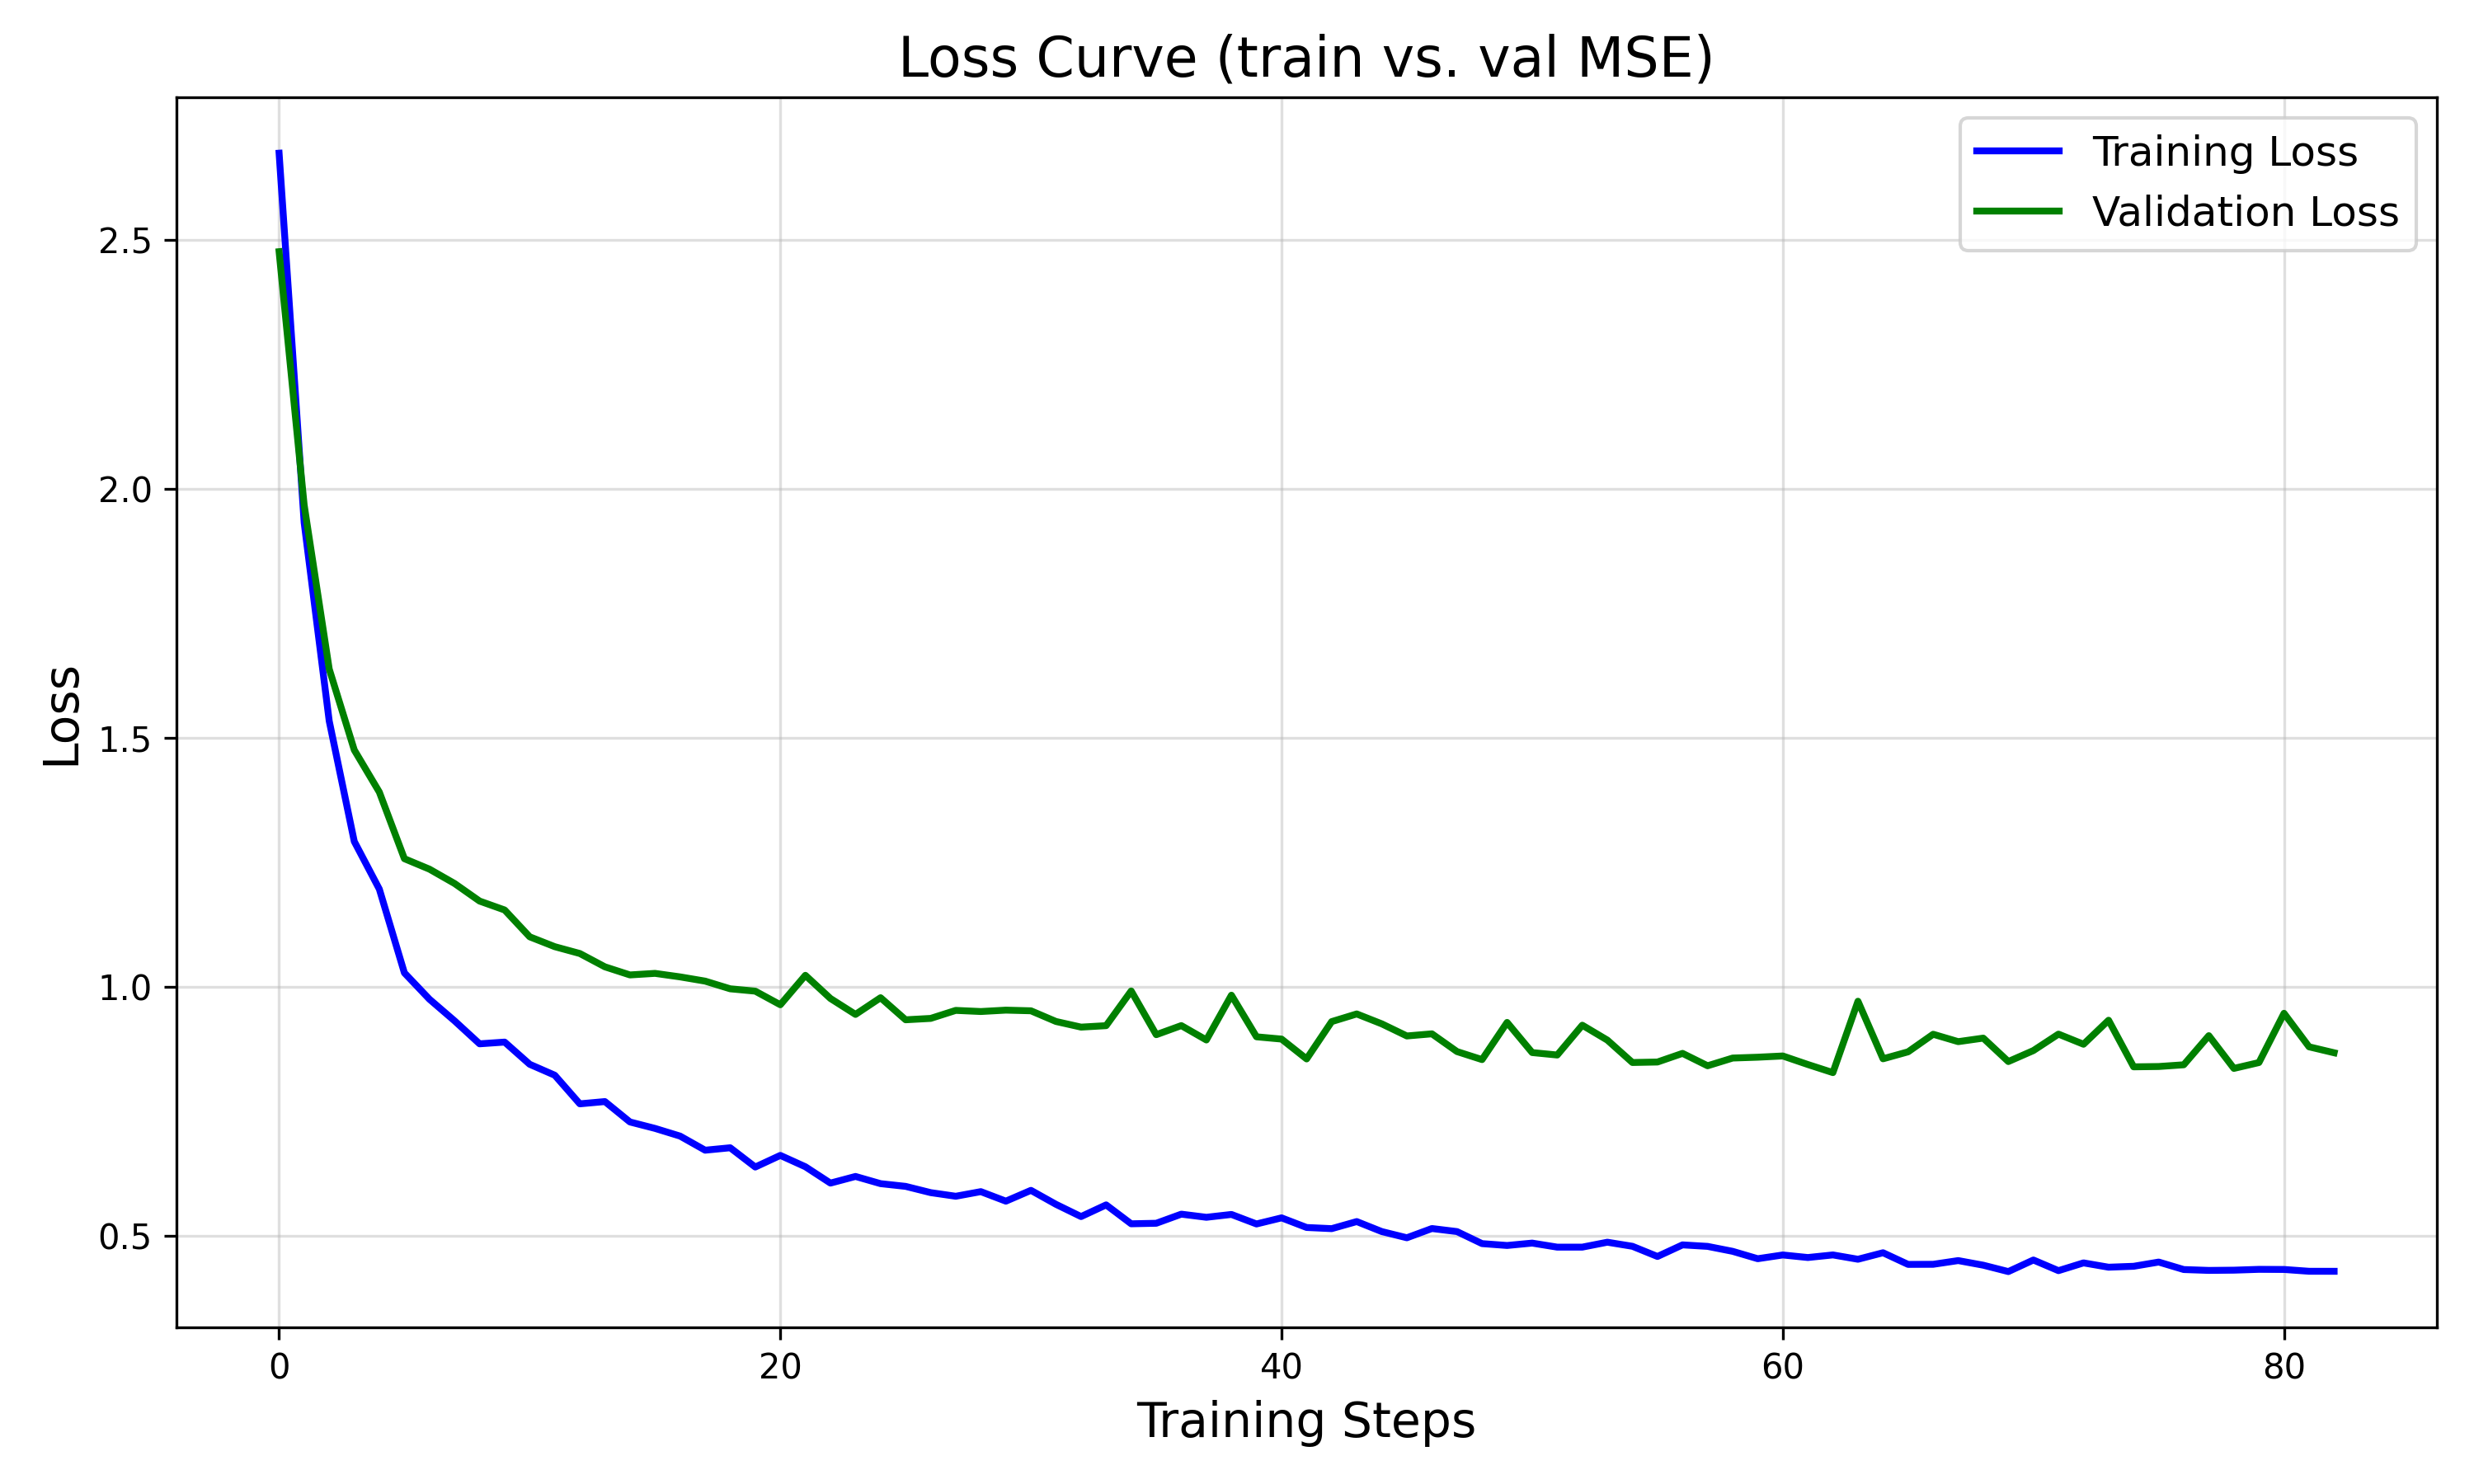 Loss Curve (train vs. val MSE)
Training Loss
Validation Loss
2.5
2.0
1.5
1.0
0.5
Loss
0 20 40 60 80
Training Steps